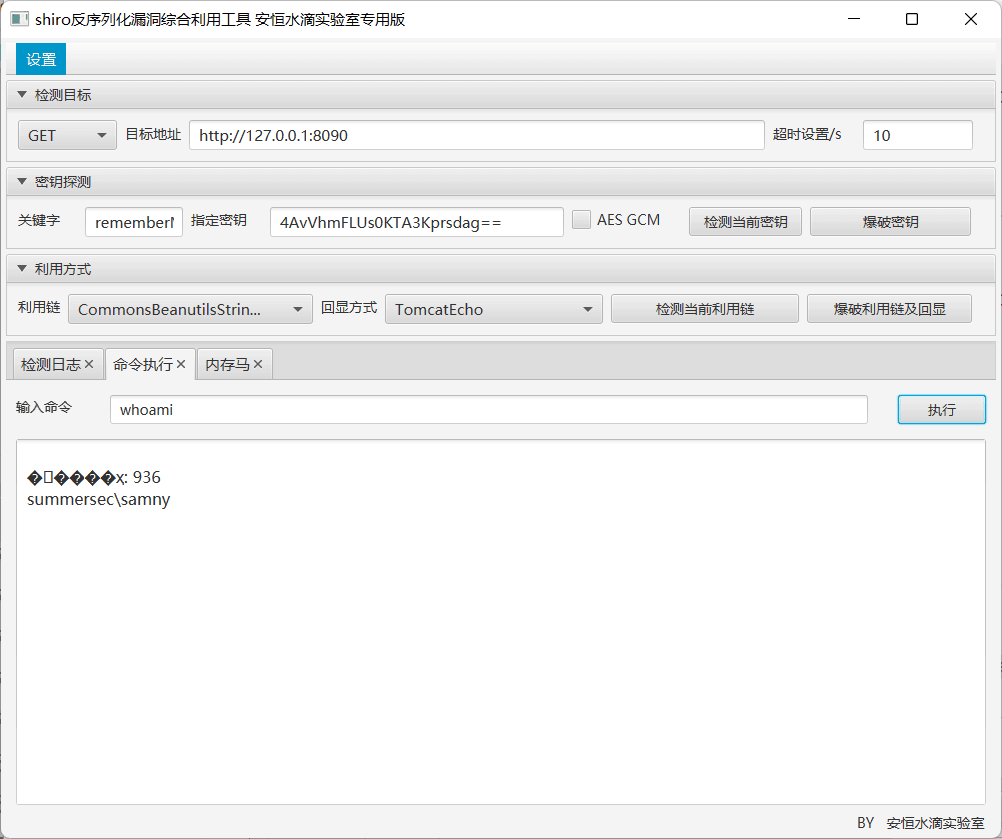 shiro反序列化漏洞综合利用工具 安恒水滴实验室专用版
设置
检测目标
GET 目标地址 http://127.0.0.1:8090 超时设置/s 10
密钥探测
关键字 rememberM 指定密钥 4AvVhmFLUs0KTA3Kprsdag== AES GCM 检测当前密钥 爆破密钥
利用方式
利用链 CommonsBeanutilsStrin... 回显方式 TomcatEcho 检测当前利用链 爆破利用链及回显
检测日志 命令执行 内存马
输入命令 whoami 执行
: 936
summersec\samny
BY 安恒水滴实验室